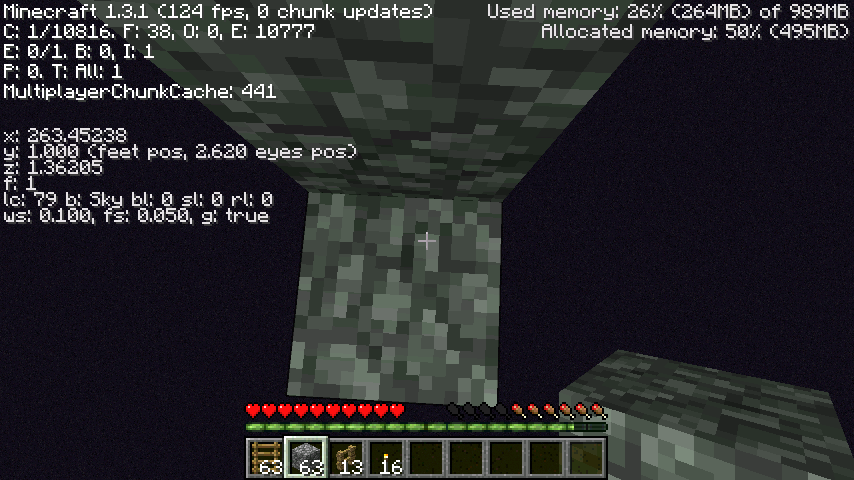 Minecraft 1.3.1 (124 fps, 0 chunk updates)
Used memory: 26% (264MB) of 989MB
C: 1/10816. F: 38, O: 0, E: 10777
Allocated memory: 50% (495MB)
E: 0/1. B: 0, I: 1
P: 0. T: All: 1
MultiplayerChunkCache: 441
x: 263.45238
y: 1.000 (feet pos, 2.620 eyes pos)
z: 1.36205
f: 1
lc: 79 b: Sky bl: 0 sl: 0 rl: 0
ws: 0.100, fs: 0.050, g: true
63 63 13 16